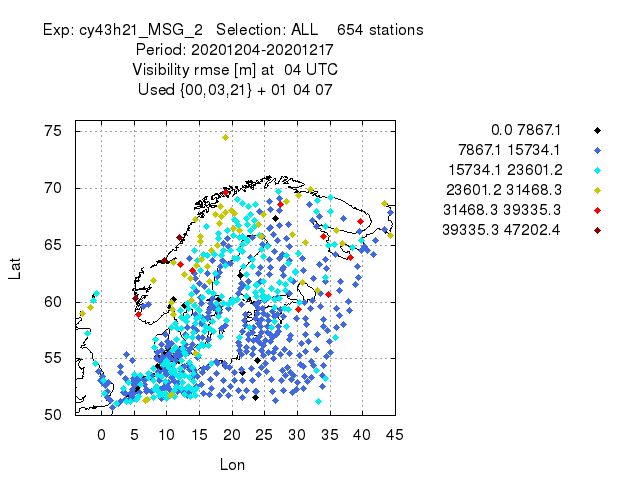 Exp: cy43h21_MSG_2 Selection: ALL 654 stations
Period: 20201204-20201217
Visibility rmse [m] at 04 UTC
Used {00,03,21} + 01 04 07
0.0 7867.1
7867.1 15734.1
15734.1 23601.2
23601.2 31468.3
31468.3 39335.3
39335.3 47202.4
75
70
65
60
55
50
Lat
0 5 10 15 20 25 30 35 40 45
Lon